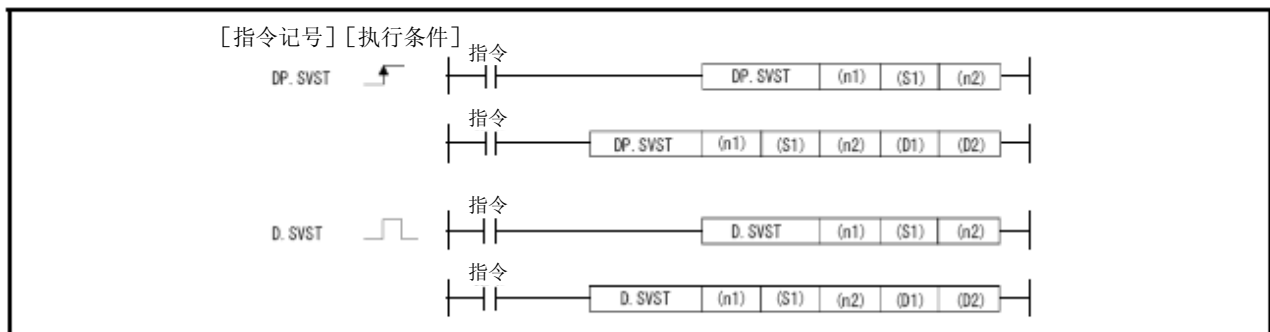 ［指令记号］［执行条件］
指令
DP. SVST DP. SVST (n1) (S1) (n2)
指令
DP. SVST (n1) (S1) (n2) (D1) (D2)
指令
D. SVST D. SVST (n1) (S1) (n2)
指令
D. SVST (n1) (S1) (n2) (D1) (D2)